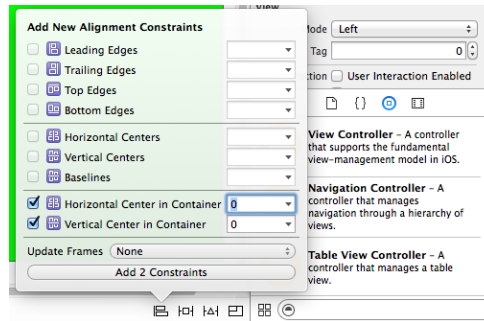 View
Add New Alignment Constraints
Mode Left
Leading Edges
Tag 0
Trailing Edges
Top Edges
User Interaction Enabled
Bottom Edges
{}
Horizontal Centers
View Controller – A controller
that supports the fundamental
Vertical Centers
view-management model in iOS.
Baselines
Navigation Controller – A
Horizontal Center in Container 0
controller that manages
navigation through a hierarchy of
Vertical Center in Container 0
views.
Update Frames None
Table View Controller – A
Add 2 Constraints
controller that manages a table
view.